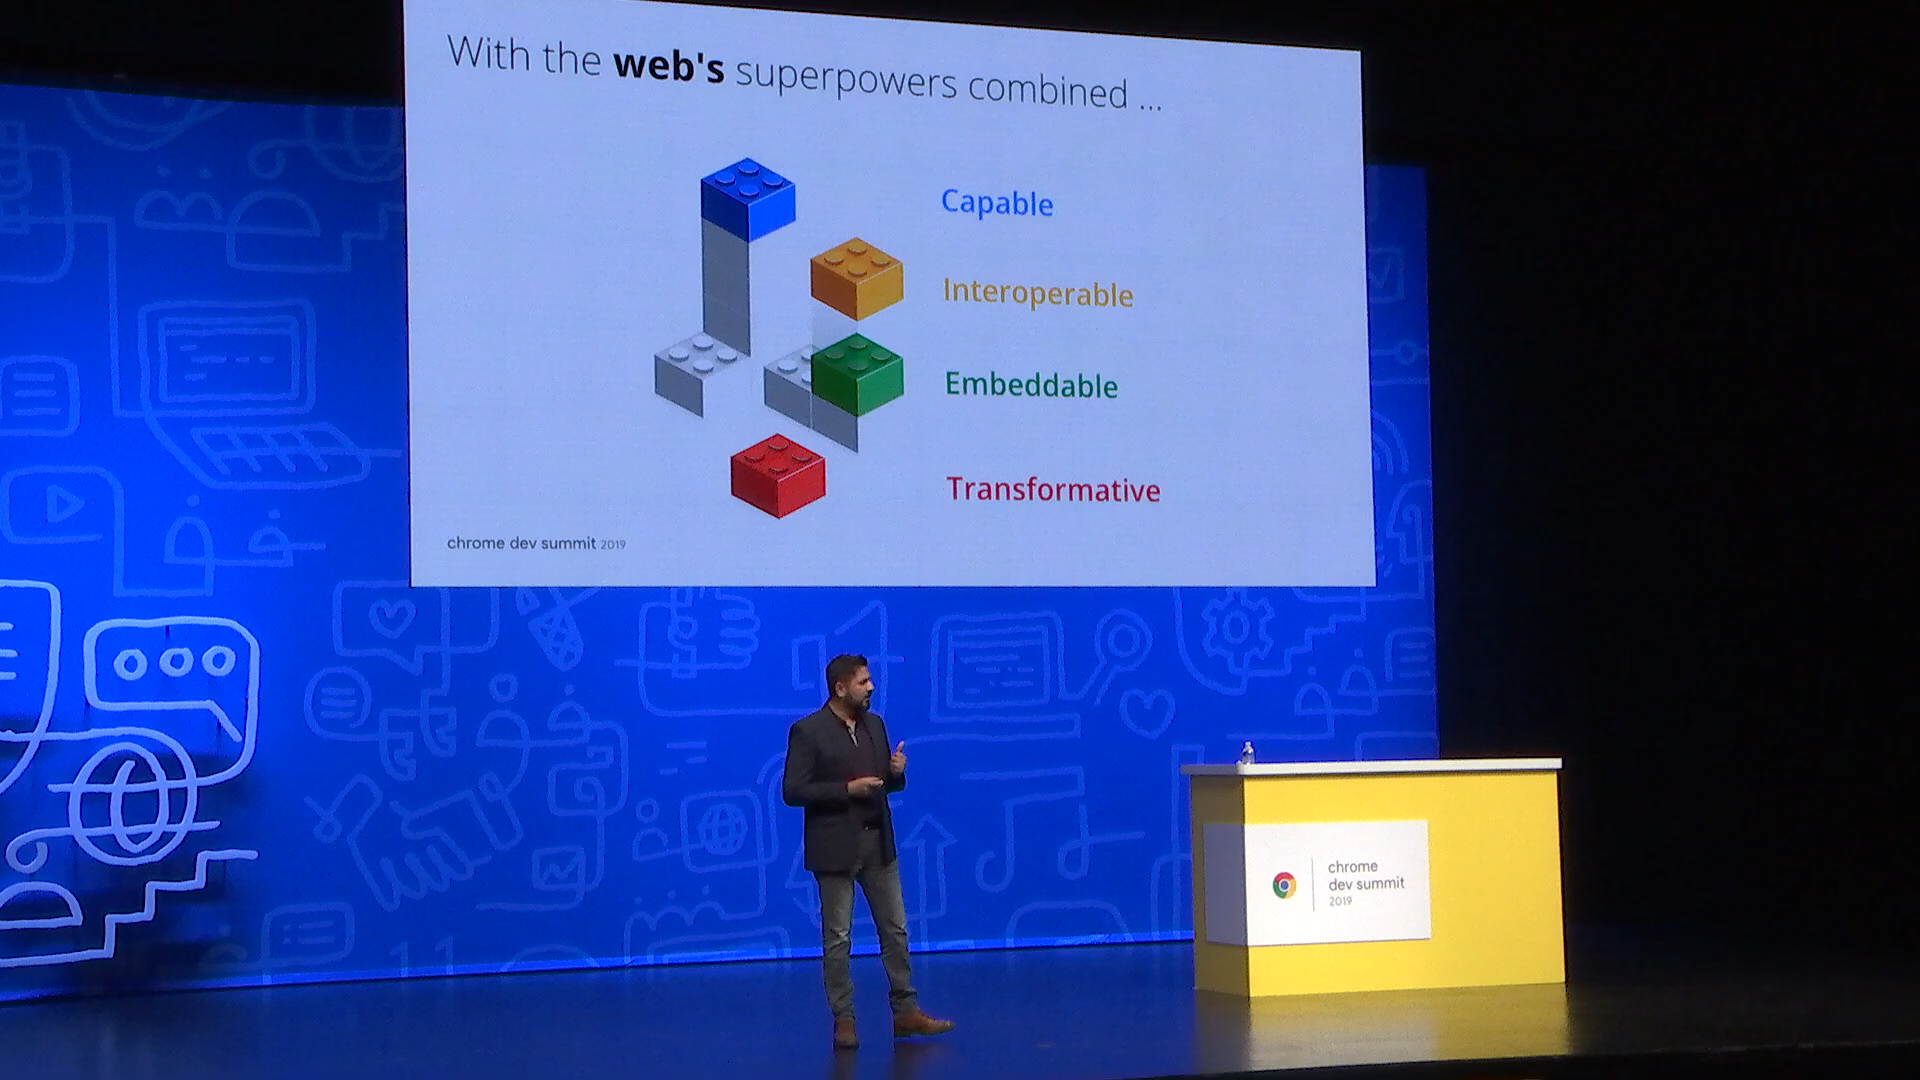 With the web's superpowers combined ...
Capable
Interoperable
Embeddable
Transformative
chrome dev summit 2019
chrome
dev summit
2019